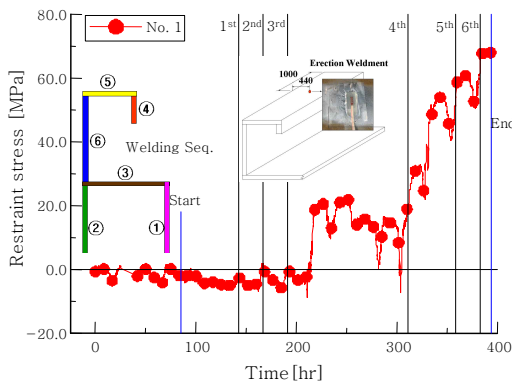 No. 1
1st 2nd 3rd 4th 5th 6th
80.0
60.0
40.0
20.0
0.0
−20.0
Restraint stress [MPa]
⑤
④
⑥
Welding Seq.
③
②
①
Start
Erection Weldment
1000
440
End
0 100 200 300 400
Time [hr]